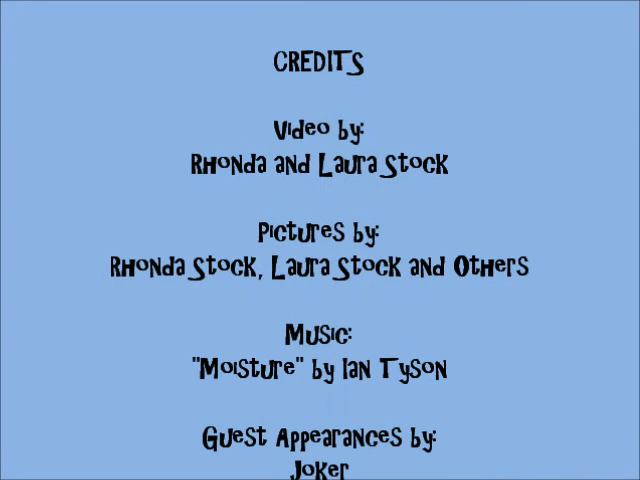 CREDITS
Video by:
Rhonda and Laura Stock
Pictures by:
Rhonda Stock, Laura Stock and Others
Music:
"Moisture" by Ian Tyson
Guest Appearances by:
Joker